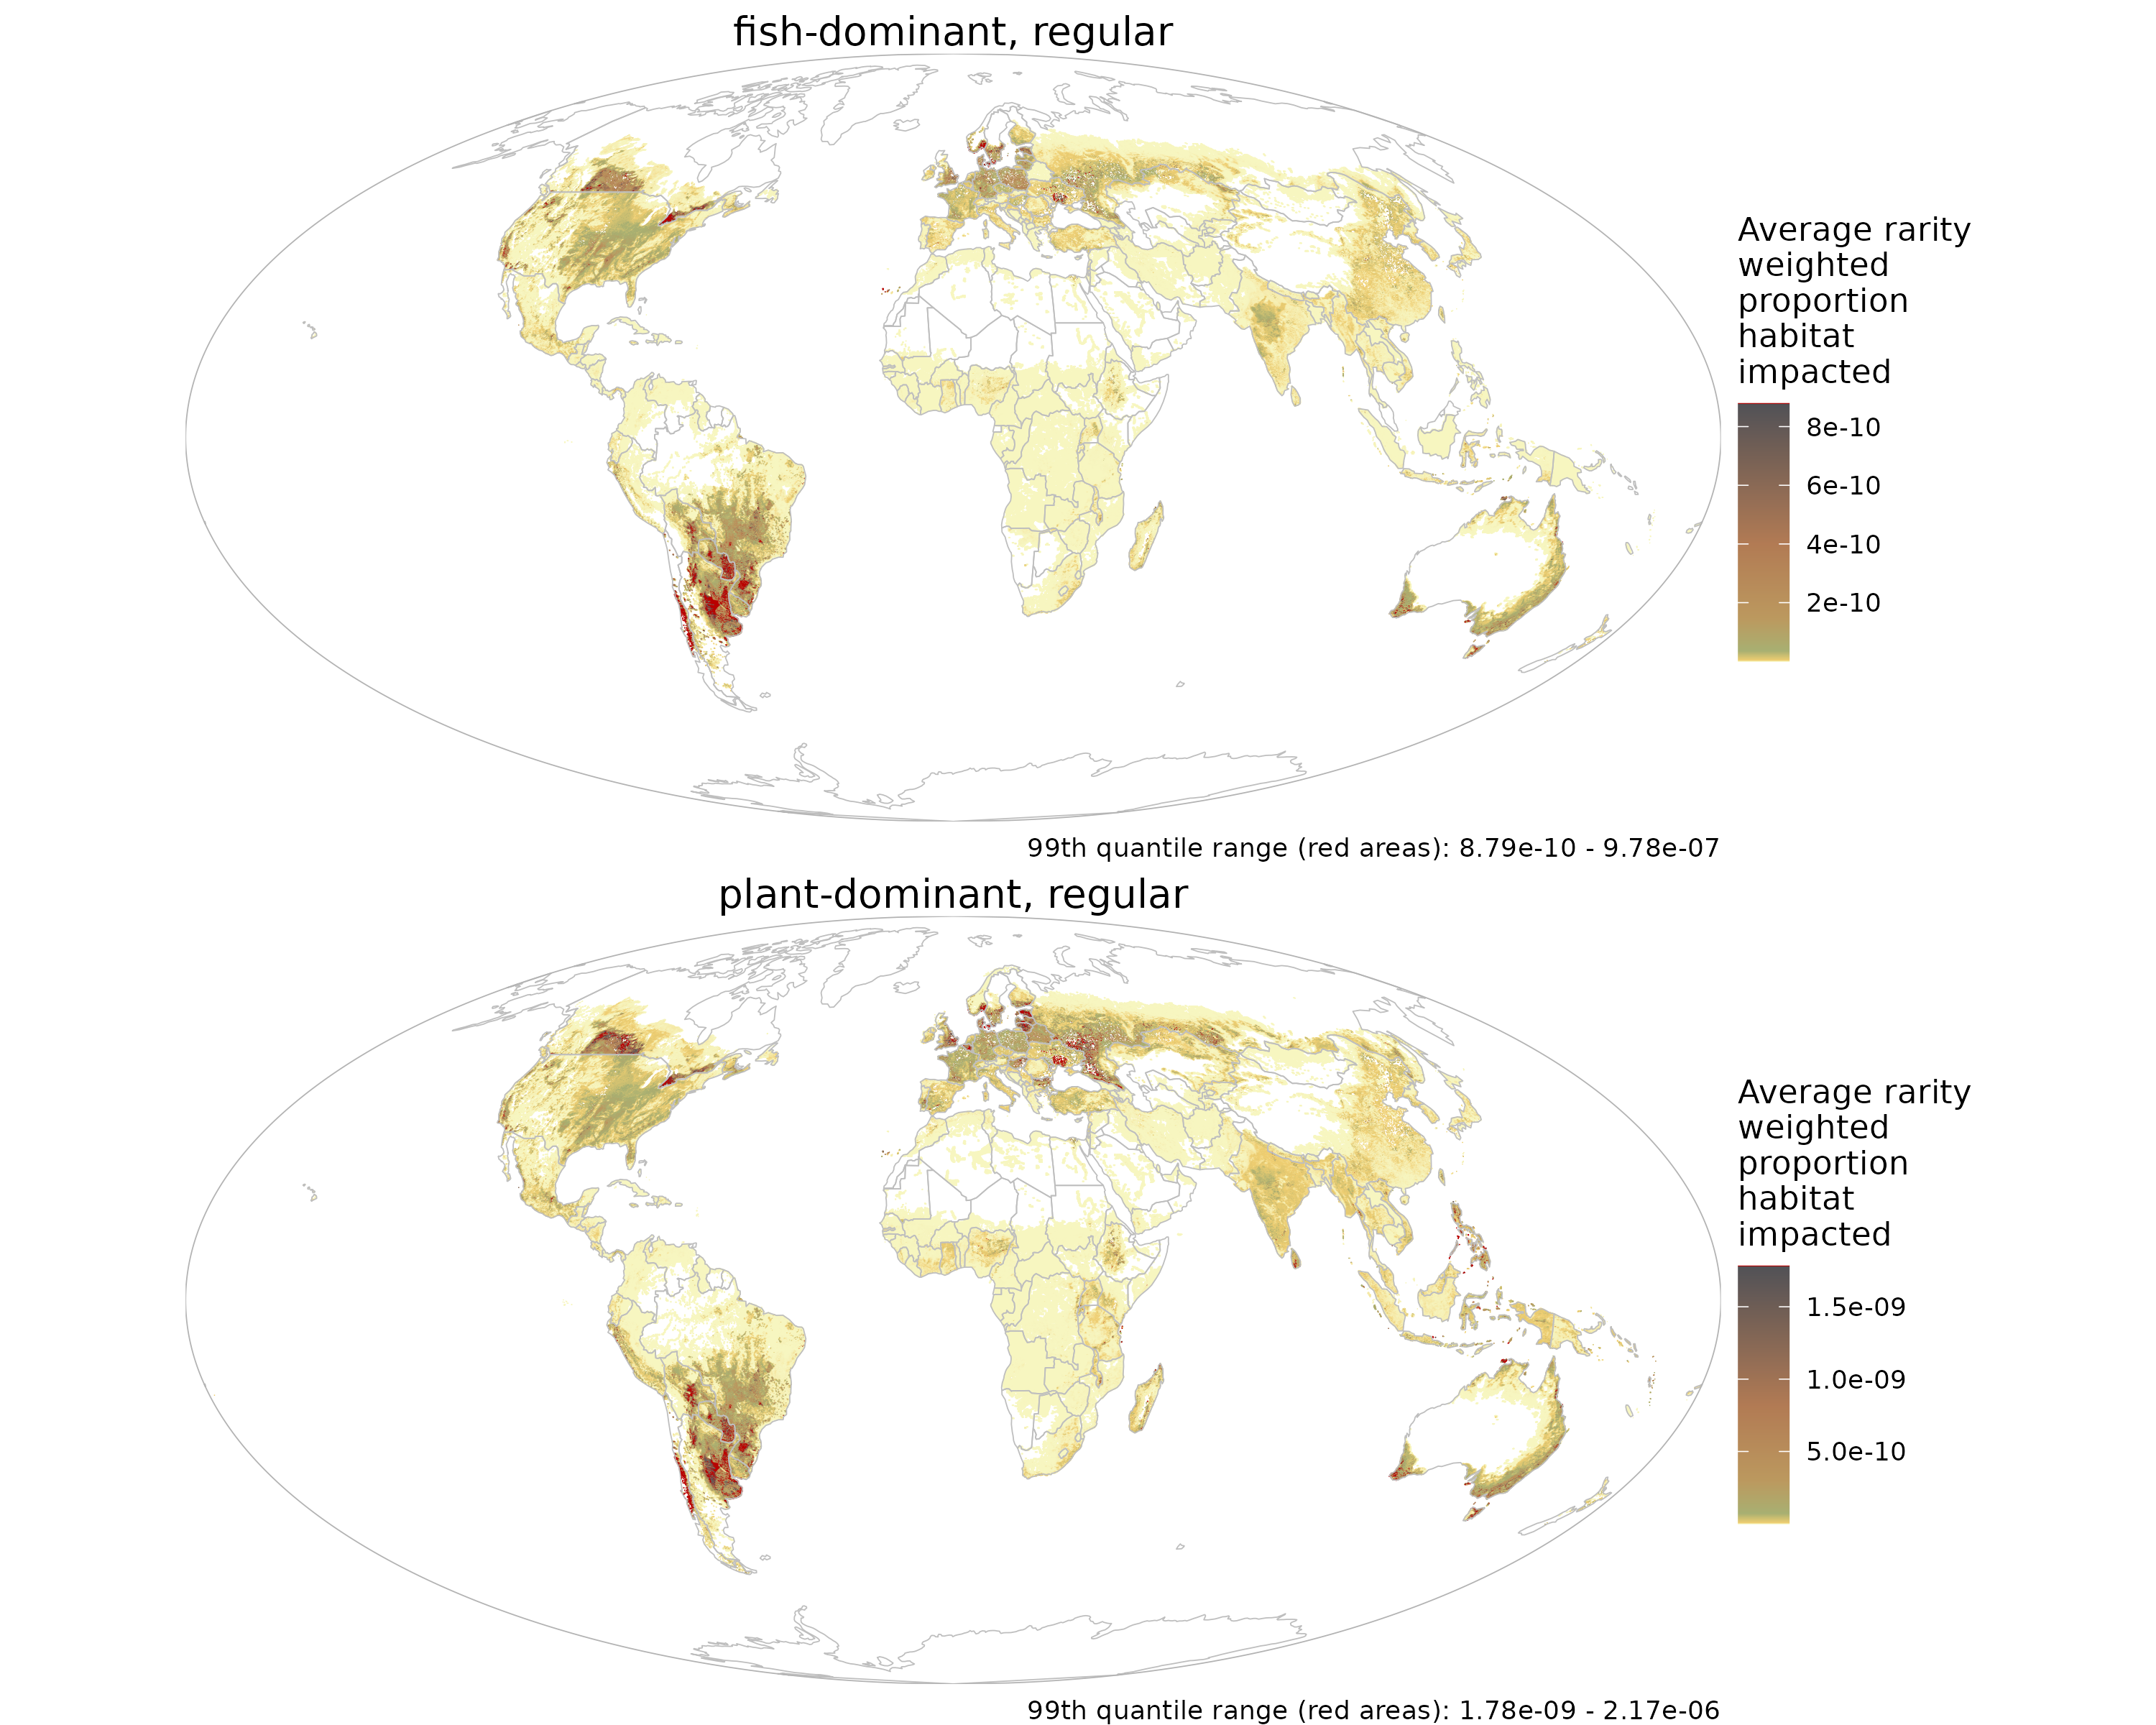 fish-dominant, regular
Average rarity
weighted
proportion
habitat
impacted
8e-10
6e-10
4e-10
2e-10
99th quantile range (red areas): 8.79e-10 - 9.78e-07
plant-dominant, regular
Average rarity
weighted
proportion
habitat
impacted
1.5e-09
1.0e-09
5.0e-10
99th quantile range (red areas): 1.78e-09 - 2.17e-06